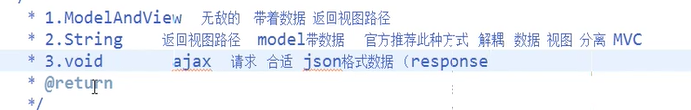 * 1.ModelAndView 无敌的 带着数据 返回视图路径
* 2.String 返回视图路径 model带数据 官方推荐此种方式 解耦 数据 视图 分离 MVC
* 3.void ajax 请求 合适 json格式数据 (response
* @return
*/